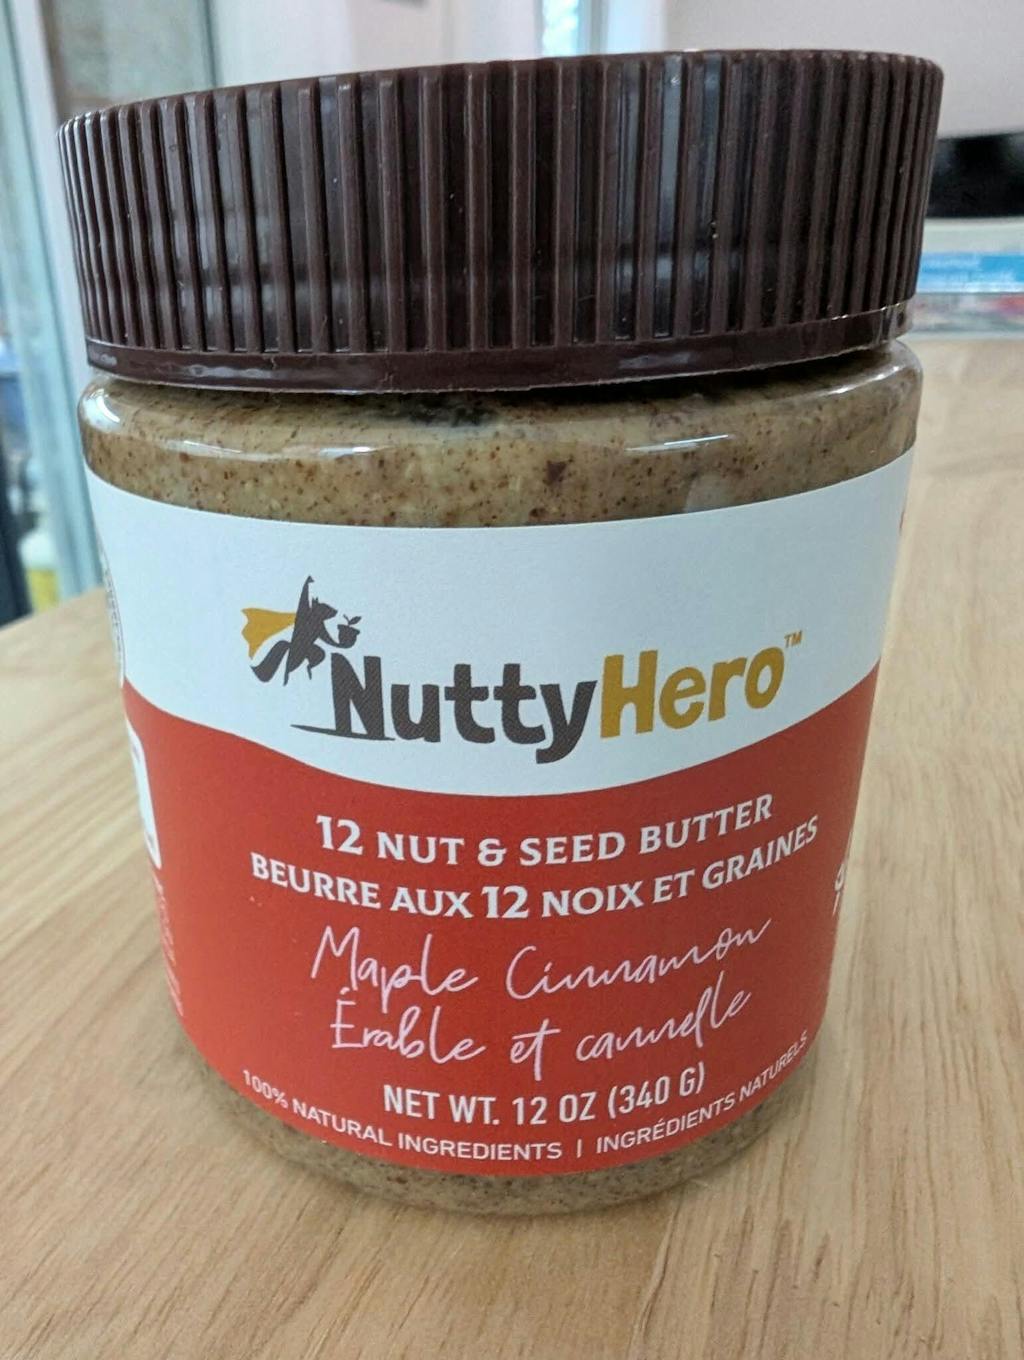 NuttyHero™
12 NUT & SEED BUTTER
BEURRE AUX 12 NOIX ET GRAINES
Maple Cinnamon
Érable et cannelle
NET WT. 12 OZ (340 G)
100% NATURAL INGREDIENTS | INGRÉDIENTS NATURELS